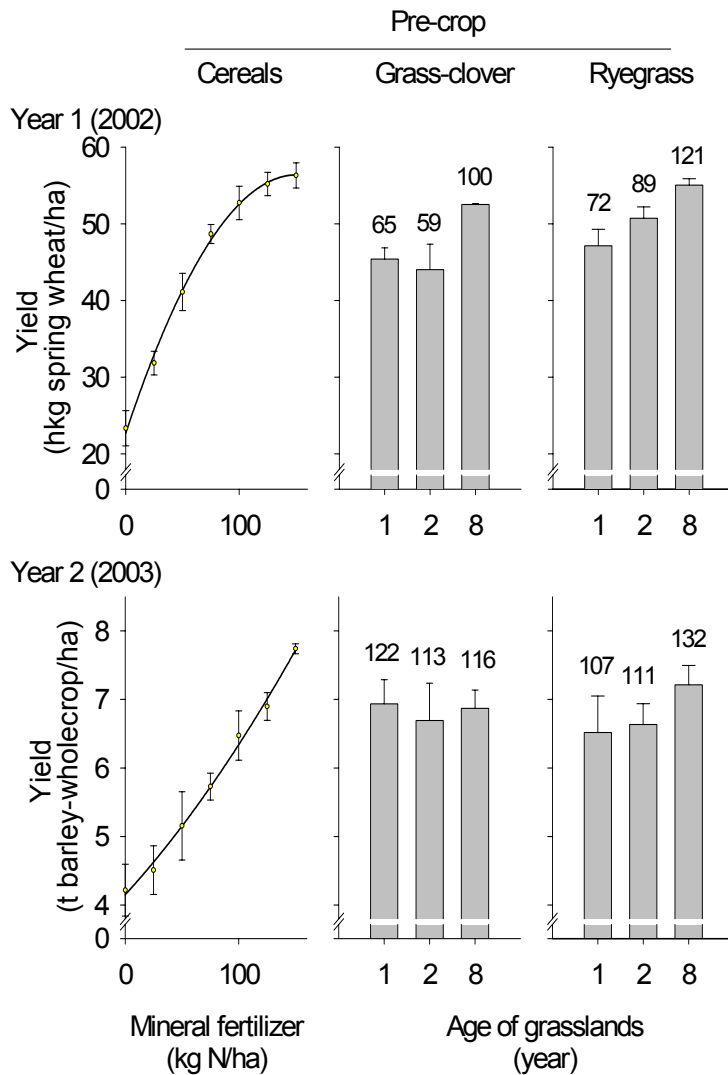 Pre-crop
Cereals Grass-clover Ryegrass
Year 1 (2002)
60
50
40
30
20
0
Yield
(hkg spring wheat/ha)
65 59 100
72 89 121
0 100
1 2 8
1 2 8
Year 2 (2003)
8
7
6
5
4
0
Yield
(t barley-wholecrop/ha)
122 113 116
107 111 132
0 100
1 2 8
1 2 8
Mineral fertilizer
(kg N/ha)
Age of grasslands
(year)